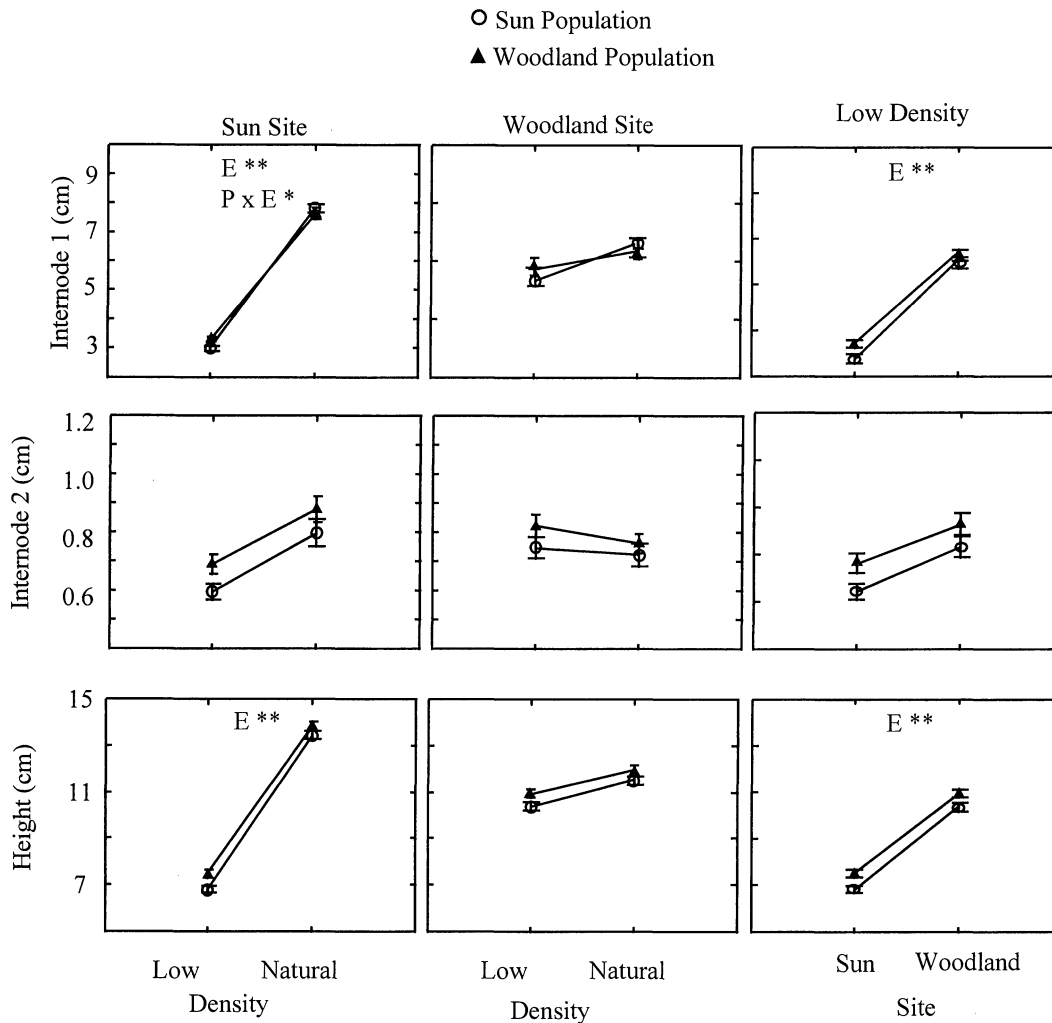 Sun Population
Woodland Population
Sun Site
Woodland Site
Low Density
Internode 1 (cm)
9
7
5
3
E **
P x E *
E **
Internode 2 (cm)
1.2
1.0
0.8
0.6
Height (cm)
15
11
7
E **
E **
Low Natural
Density
Low Natural
Density
Sun Woodland
Site